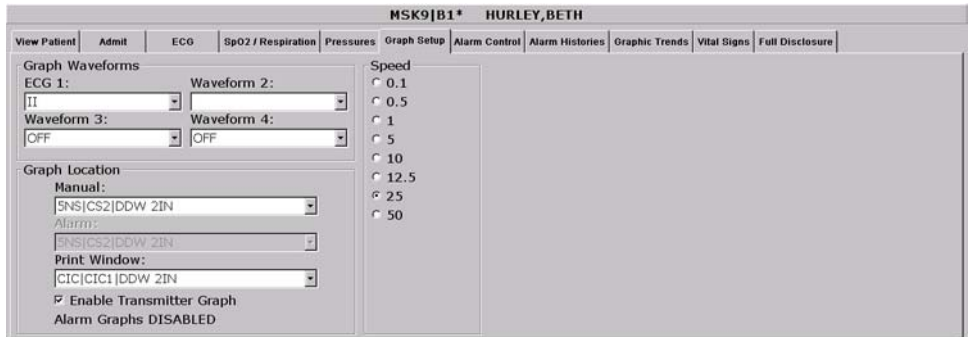 MSK9|B1* HURLEY,BETH
View Patient Admit ECG SpO2 / Respiration Pressures Graph Setup Alarm Control Alarm Histories Graphic Trends Vital Signs Full Disclosure
Graph Waveforms
ECG 1: Waveform 2:
II
Waveform 3: Waveform 4:
OFF OFF
Graph Location
Manual:
5NS|CS2|DDW 2IN
Alarm:
5NS|CS2|DDW 2IN
Print Window:
CIC|CIC1|DDW 2IN
Enable Transmitter Graph
Alarm Graphs DISABLED
Speed
0.1
0.5
1
5
10
12.5
25
50